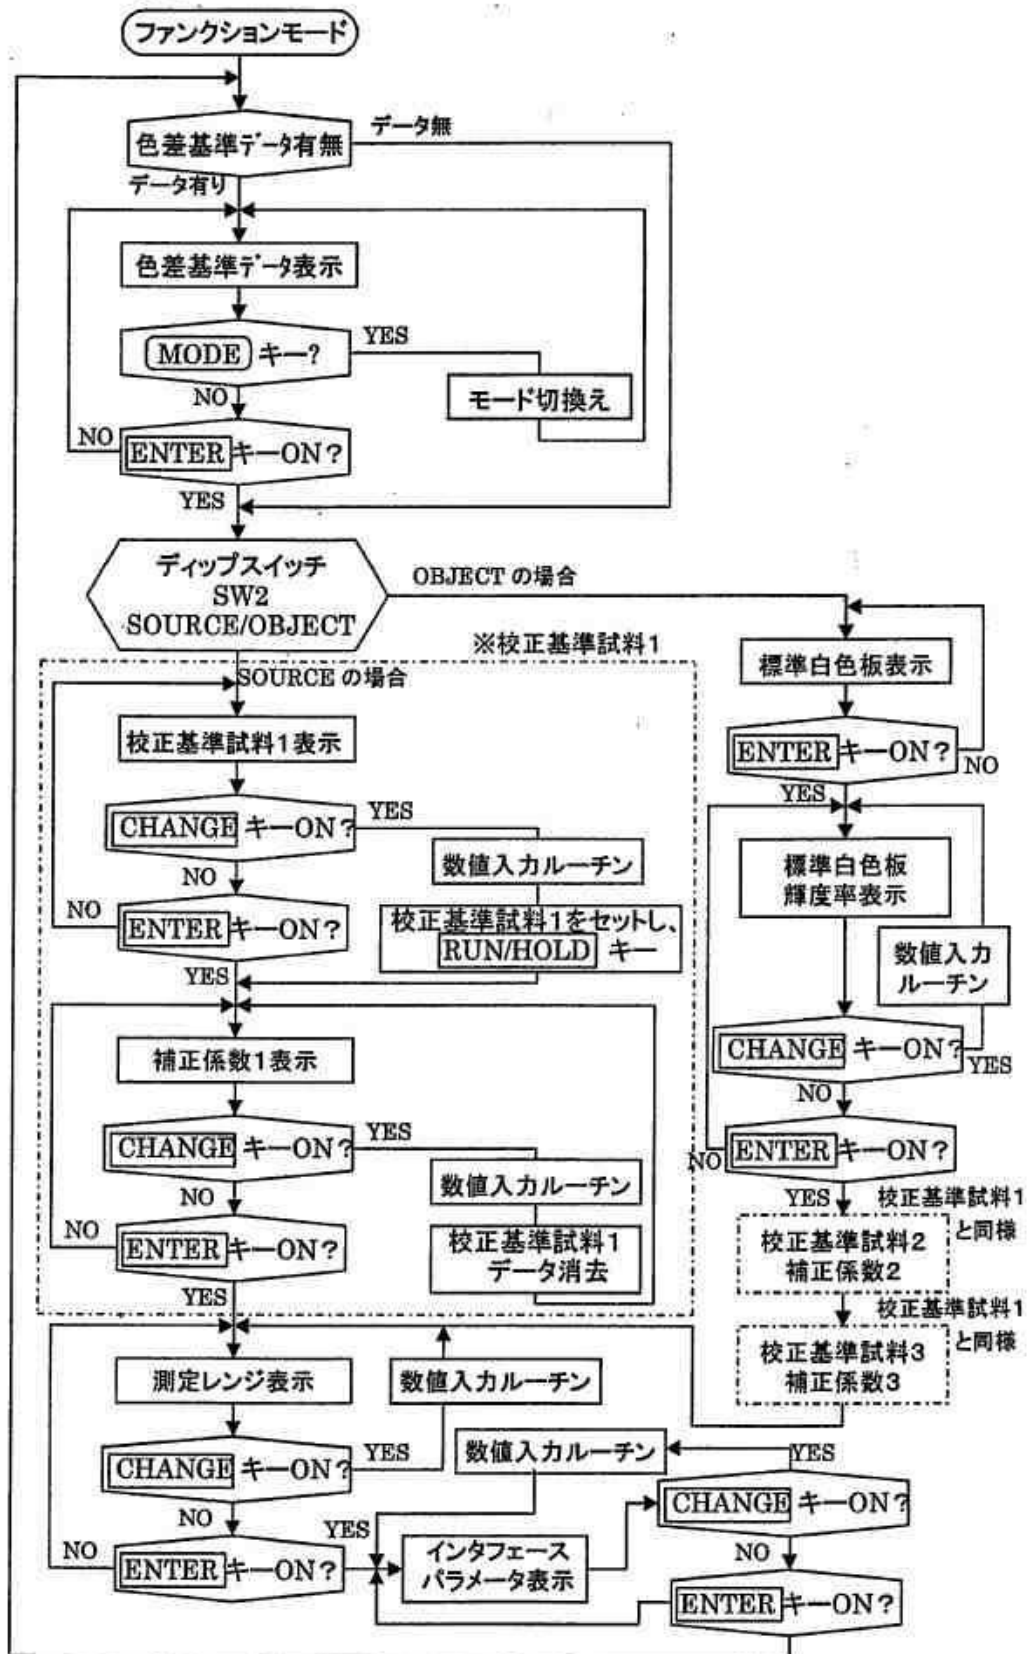 ファンクションモード
色差基準データ有無
データ無
データ有り
色差基準データ表示
MODE キー?
YES
モード切換え
NO
ENTER キーON?
NO
YES
ディップスイッチ
SW2
SOURCE/OBJECT
OBJECT の場合
※校正基準試料1
SOURCE の場合
校正基準試料1表示
CHANGE キーON?
YES
数値入力ルーチン
校正基準試料1をセットし、
RUN/HOLD キー
NO
ENTER キーON?
NO
YES
補正係数1表示
CHANGE キーON?
YES
数値入力ルーチン
校正基準試料1
データ消去
NO
ENTER キーON?
NO
YES
標準白色板表示
ENTER キーON?
NO
YES
標準白色板
輝度率表示
数値入力
ルーチン
CHANGE キーON?
YES
NO
ENTER キーON?
NO
YES
校正基準試料1
と同様
校正基準試料2
補正係数2
校正基準試料1
と同様
校正基準試料3
補正係数3
測定レンジ表示
数値入力ルーチン
CHANGE キーON?
YES
NO
ENTER キーON?
NO
YES
インタフェース
パラメータ表示
数値入力ルーチン
YES
CHANGE キーON?
NO
ENTER キーON?